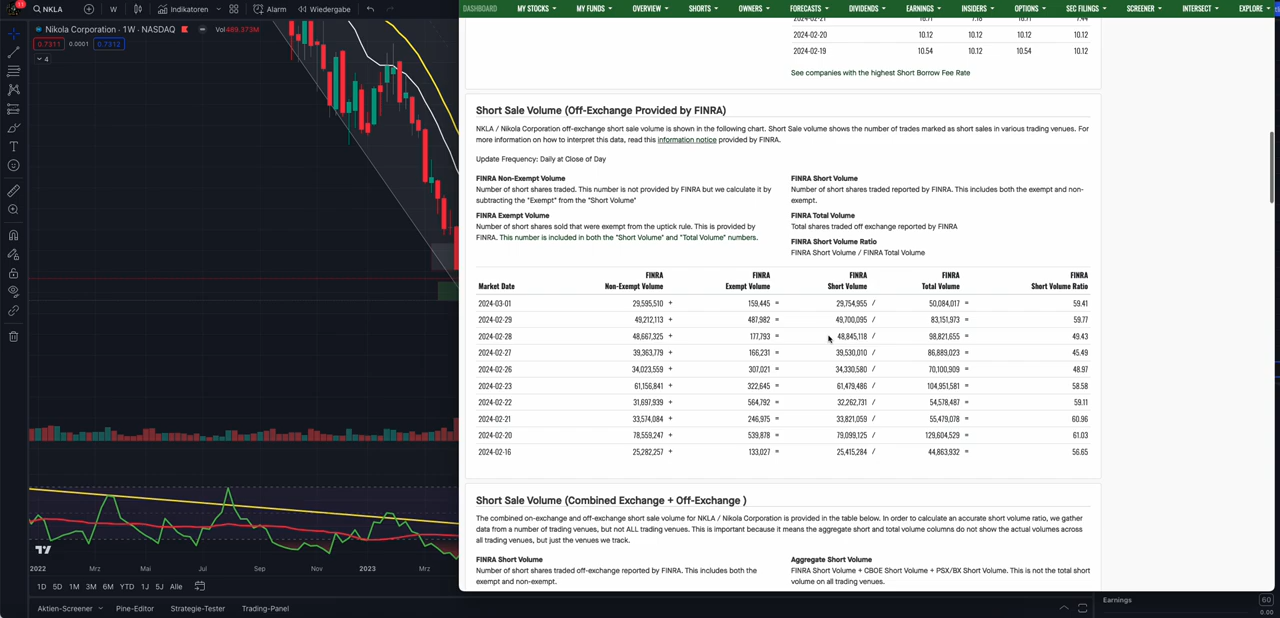 11
NKLA
W
Indikatoren
Alarm
Wiedergabe
Nikola Corporation · 1W · NASDAQ
Vol 489.373M
0.7311
0.0001
0.7312
4
DASHBOARD
MY STOCKS
MY FUNDS
OVERVIEW
SHORTS
OWNERS
FORECASTS
DIVIDENDS
EARNINGS
INSIDERS
OPTIONS
SEC FILINGS
SCREENER
INTERSECT
EXPLORE
2024-02-20 10.12 10.12 10.12 10.12
2024-02-19 10.54 10.12 10.54 10.12
See companies with the highest Short Borrow Fee Rate
Short Sale Volume (Off-Exchange Provided by FINRA)
NKLA / Nikola Corporation off-exchange short sale volume is shown in the following chart. Short Sale volume shows the number of trades marked as short sales in various trading venues. For
more information on how to interpret this data, read this information notice provided by FINRA.
Update Frequency: Daily at Close of Day
FINRA Non-Exempt Volume
Number of short shares traded. This number is not provided by FINRA but we calculate it by
subtracting the "Exempt" from the "Short Volume"
FINRA Exempt Volume
Number of short shares sold that were exempt from the uptick rule. This is provided by
FINRA. This number is included in both the "Short Volume" and "Total Volume" numbers.
FINRA Short Volume
Number of short shares traded reported by FINRA. This includes both the exempt and non-
exempt.
FINRA Total Volume
Total shares traded off exchange reported by FINRA
FINRA Short Volume Ratio
FINRA Short Volume / FINRA Total Volume
FINRA FINRA FINRA FINRA FINRA
Market Date Non-Exempt Volume Exempt Volume Short Volume Total Volume Short Volume Ratio
2024-03-01 29,595,510 + 159,445 = 29,754,955 / 50,084,017 = 59.41
2024-02-29 49,212,113 + 487,982 = 49,700,095 / 83,151,973 = 59.77
2024-02-28 48,667,325 + 177,793 = 48,845,118 / 98,821,655 = 49.43
2024-02-27 39,363,779 + 166,231 = 39,530,010 / 86,889,023 = 45.49
2024-02-26 34,023,559 + 307,021 = 34,330,580 / 70,100,909 = 48.97
2024-02-23 61,156,841 + 322,645 = 61,479,486 / 104,951,581 = 58.58
2024-02-22 31,697,939 + 564,792 = 32,262,731 / 54,578,487 = 59.11
2024-02-21 33,574,084 + 246,975 = 33,821,059 / 55,479,078 = 60.96
2024-02-20 78,559,247 + 539,878 = 79,099,125 / 129,604,529 = 61.03
2024-02-16 25,282,257 + 133,027 = 25,415,284 / 44,863,932 = 56.65
Short Sale Volume (Combined Exchange + Off-Exchange )
The combined on-exchange and off-exchange short sale volume for NKLA / Nikola Corporation is provided in the table below. In order to calculate an accurate short volume ratio, we gather
data from a number of trading venues, but not ALL trading venues. This is important because it means the aggregate short and total volume columns do not show the actual volumes across
all trading venues, but just the venues we track.
FINRA Short Volume
Number of short shares traded off-exchange reported by FINRA. This includes both the
exempt and non-exempt.
Aggregate Short Volume
FINRA Short Volume + CBOE Short Volume + PSX/BX Short Volume. This is not the total short
volume on all trading venues.
2022 Mrz Mai Jul Sep Nov 2023 Mrz
1D 5D 1M 3M 6M YTD 1J 5J Alle
Aktien-Screener
Pine-Editor
Strategie-Tester
Trading-Panel
Earnings
60
0.00